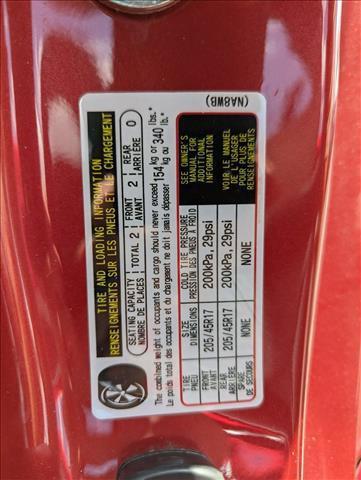 (NA8WB)
TIRE AND LOADING INFORMATION
RENSEIGNEMENTS SUR LES PNEUS ET LE CHARGEMENT
SEATING CAPACITY TOTAL 2 FRONT 2 REAR 0
NOMBRE DE PLACES AVANT ARRIÈRE
The combined weight of occupants and cargo should never exceed 154 kg or 340 lbs.*
Le poids total des occupants et du chargement ne doit jamais dépasser 154 kg ou 340 lbs.*
TIRE SIZE COLD TIRE PRESSURE
PNEU DIMENSIONS PRESSION DES PNEUS À FROID
FRONT 205/45R17 200kPa, 29psi
AVANT
REAR 205/45R17 200kPa, 29psi
ARRIÈRE
SPARE NONE NONE
DE SECOURS
SEE OWNER'S
MANUAL FOR
ADDITIONAL
INFORMATION
VOIR LE MANUEL
DE L'USAGER
POUR PLUS DE
RENSEIGNEMENTS